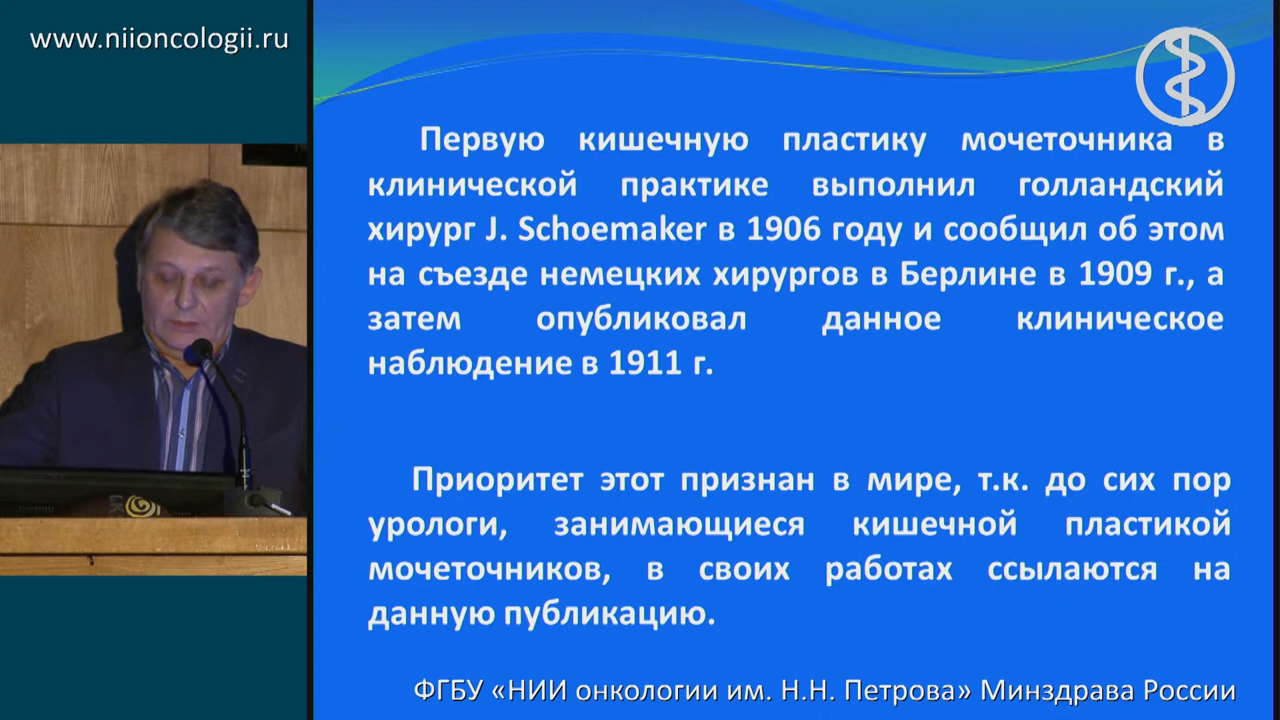 www.niioncologii.ru
Первую кишечную пластику мочеточника в
клинической практике выполнил голландский
хирург J. Schoemaker в 1906 году и сообщил об этом
на съезде немецких хирургов в Берлине в 1909 г., а
затем опубликовал данное клиническое
наблюдение в 1911 г.
Приоритет этот признан в мире, т.к. до сих пор
урологи, занимающиеся кишечной пластикой
мочеточников, в своих работах ссылаются на
данную публикацию.
ФГБУ «НИИ онкологии им. Н.Н. Петрова» Минздрава России